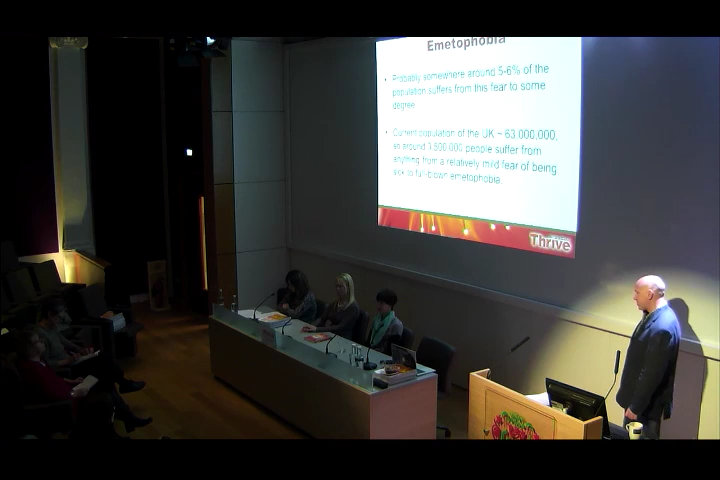 Emetophobia
• Probably somewhere around 5-6% of the
population suffers from this fear to some
degree.
• Current population of the UK ~ 63,000,000,
so around 3,500,000 people suffer from
anything from a relatively mild fear of being
sick to full-blown emetophobia.
Thrive